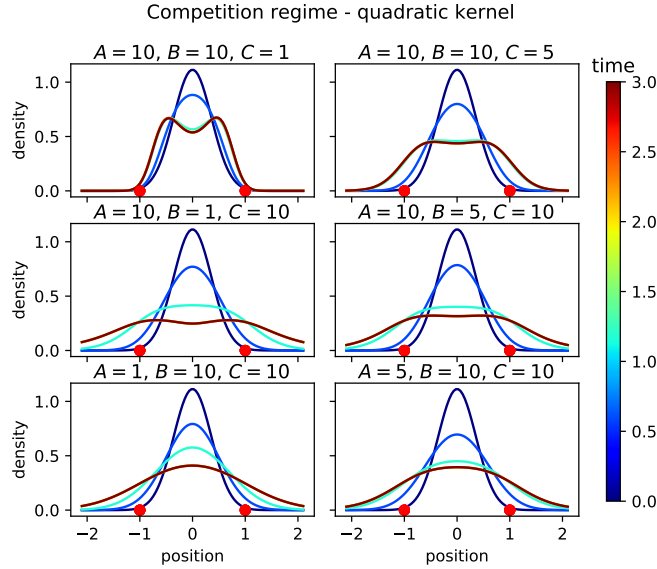 Competition regime - quadratic kernel
A = 10, B = 10, C = 1
A = 10, B = 10, C = 5
time
density
1.0
0.5
0.0
3.0
2.5
2.0
1.5
1.0
0.5
0.0
A = 10, B = 1, C = 10
A = 10, B = 5, C = 10
density
1.0
0.5
0.0
A = 1, B = 10, C = 10
A = 5, B = 10, C = 10
density
1.0
0.5
0.0
−2 −1 0 1 2
−2 −1 0 1 2
position
position